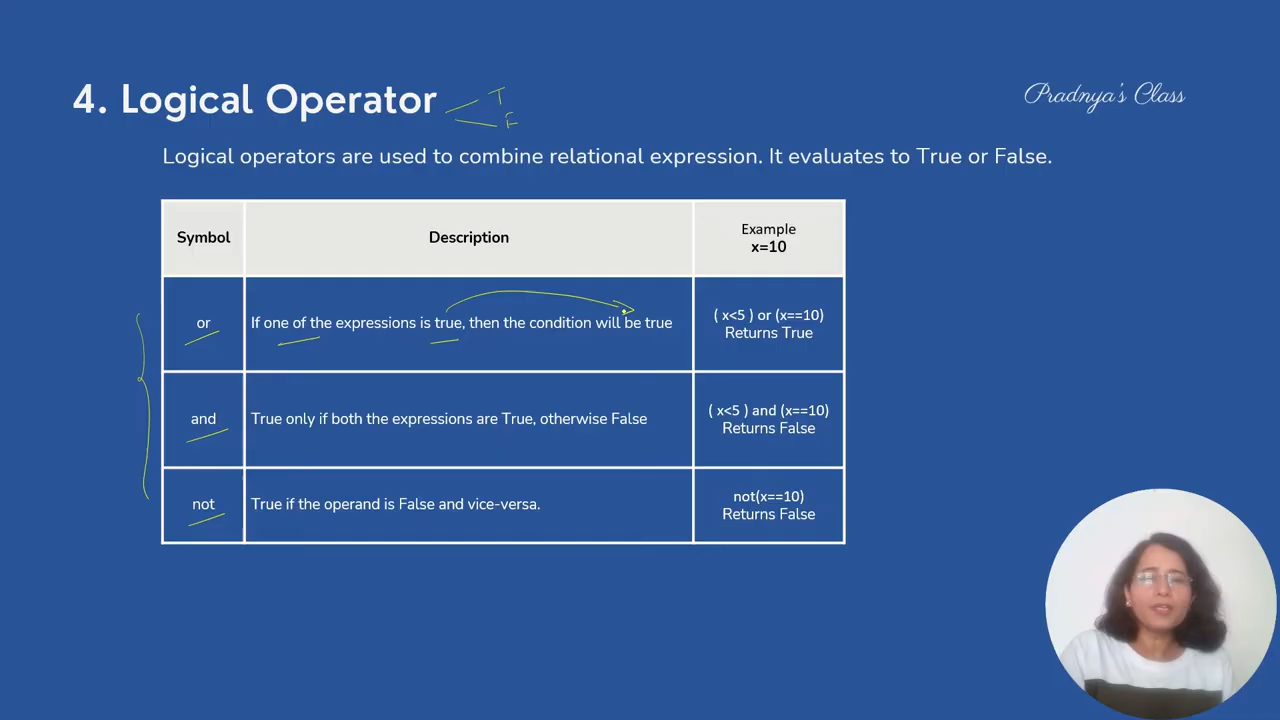 4. Logical Operator
T
F
Pradnya's Class
Logical operators are used to combine relational expression. It evaluates to True or False.
Symbol
Description
Example
x=10
or
If one of the expressions is true, then the condition will be true
( x<5 ) or (x==10)
Returns True
and
True only if both the expressions are True, otherwise False
( x<5 ) and (x==10)
Returns False
not
True if the operand is False and vice-versa.
not(x==10)
Returns False